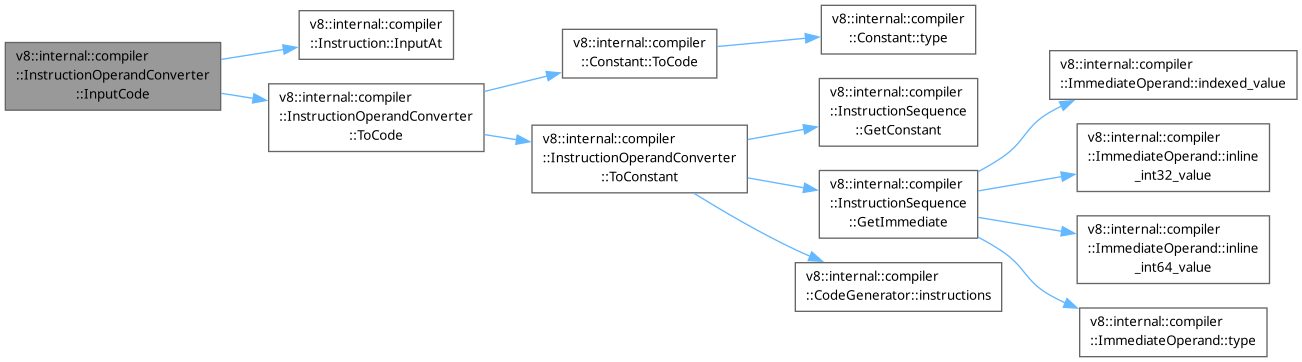 v8::internal::compiler
::InstructionOperandConverter
::InputCode
v8::internal::compiler
::Instruction::InputAt
v8::internal::compiler
::InstructionOperandConverter
::ToCode
v8::internal::compiler
::Constant::ToCode
v8::internal::compiler
::Constant::type
v8::internal::compiler
::InstructionOperandConverter
::ToConstant
v8::internal::compiler
::InstructionSequence
::GetConstant
v8::internal::compiler
::InstructionSequence
::GetImmediate
v8::internal::compiler
::CodeGenerator::instructions
v8::internal::compiler
::ImmediateOperand::indexed_value
v8::internal::compiler
::ImmediateOperand::inline
_int32_value
v8::internal::compiler
::ImmediateOperand::inline
_int64_value
v8::internal::compiler
::ImmediateOperand::type